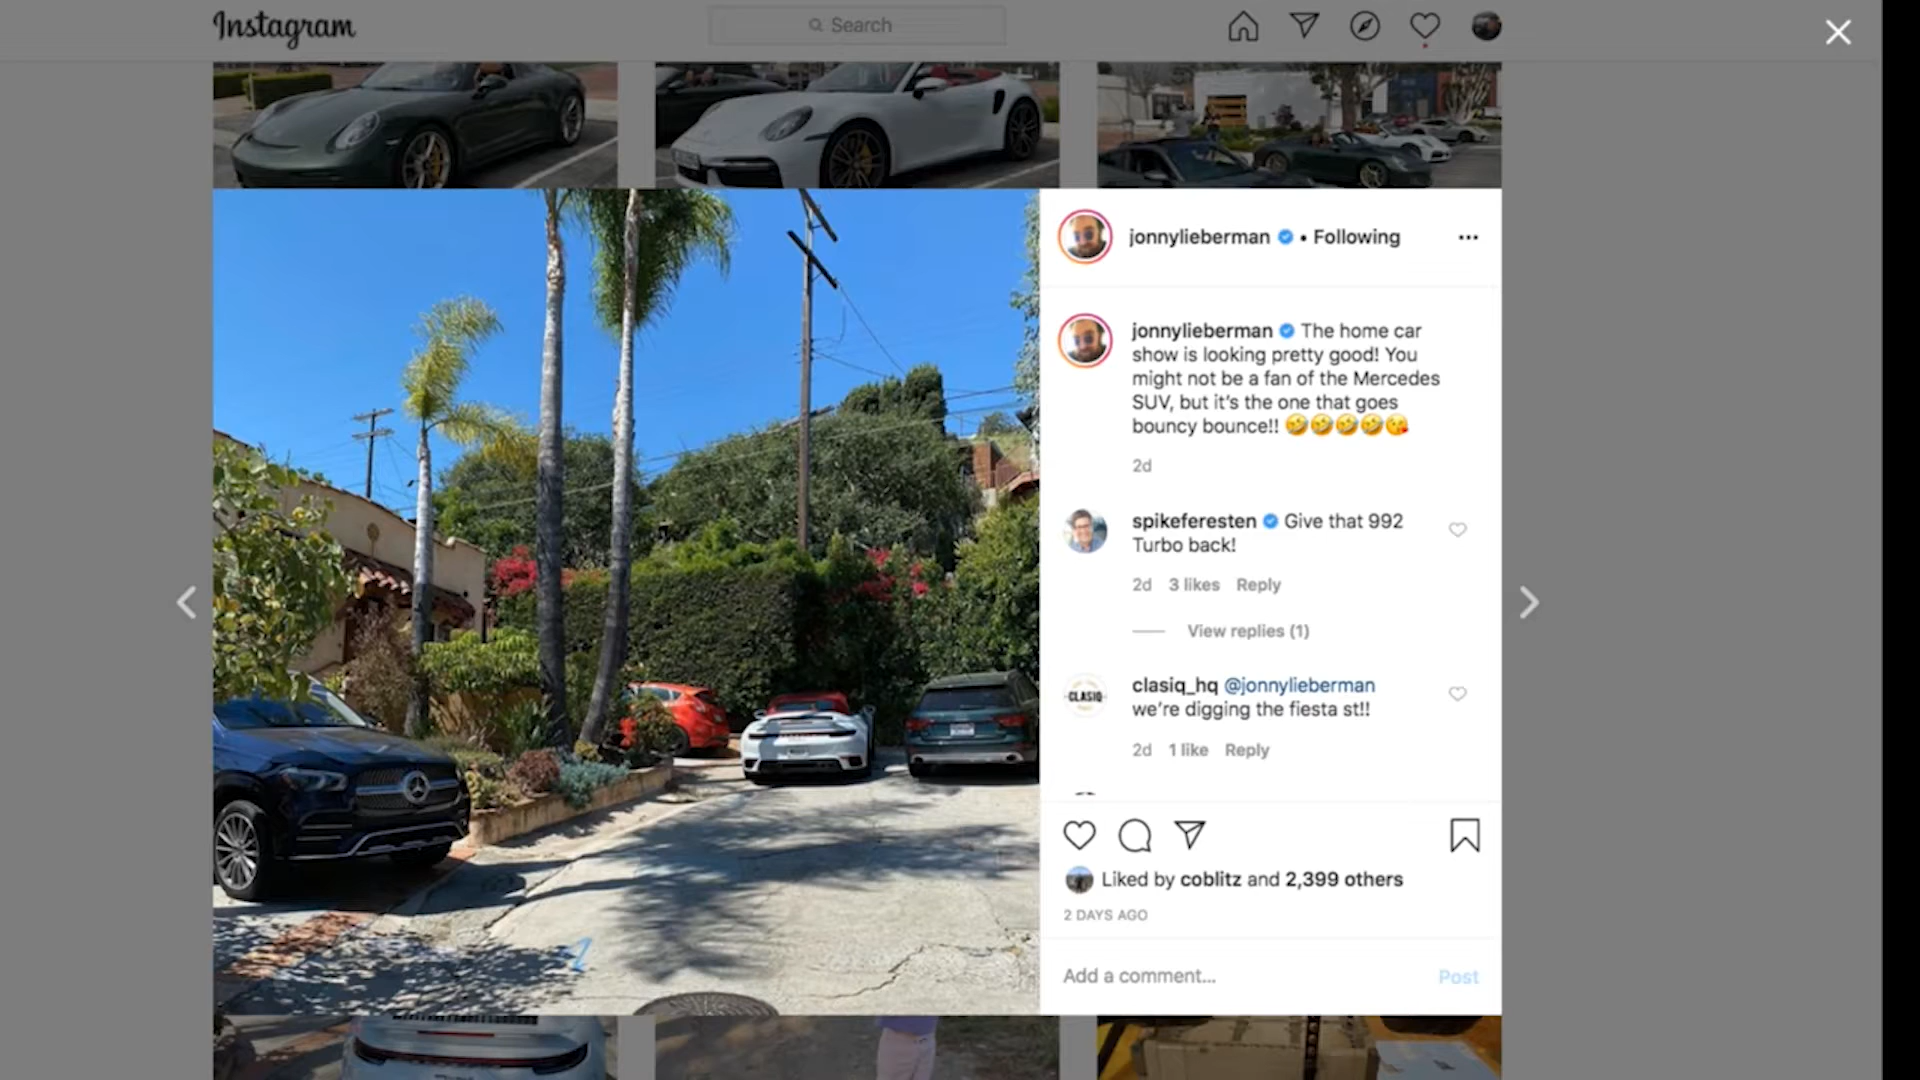 Instagram
Search
jonnylieberman • Following
jonnylieberman The home car
show is looking pretty good! You
might not be a fan of the Mercedes
SUV, but it's the one that goes
bouncy bounce!! 🤣🤣🤣🤣😘
2d
spikeferesten Give that 992
Turbo back!
2d 3 likes Reply
View replies (1)
CLASIQ
clasiq_hq @jonnylieberman
we're digging the fiesta st!!
2d 1 like Reply
Liked by coblitz and 2,399 others
2 DAYS AGO
Add a comment...
Post